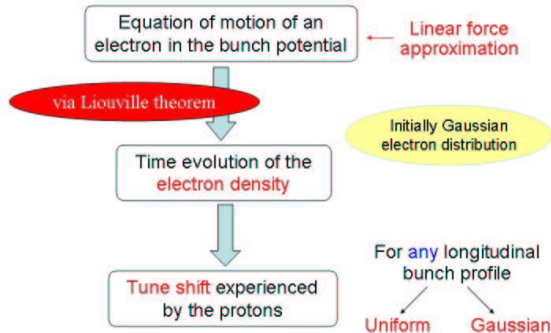 Equation of motion of an
electron in the bunch potential
Linear force
approximation
via Liouville theorem
Initially Gaussian
electron distribution
Time evolution of the
electron density
For any longitudinal
bunch profile
Tune shift experienced
by the protons
Uniform
Gaussian